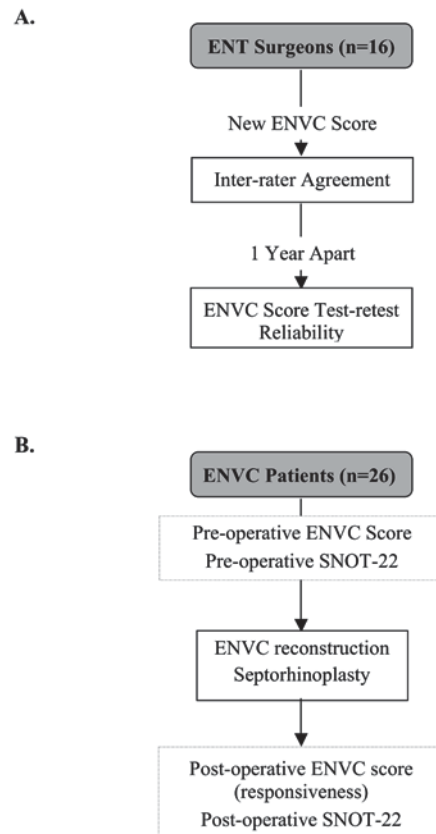 A.
ENT Surgeons (n=16)
New ENVC Score
Inter-rater Agreement
1 Year Apart
ENVC Score Test-retest
Reliability
B.
ENVC Patients (n=26)
Pre-operative ENVC Score
Pre-operative SNOT-22
ENVC reconstruction
Septorhinoplasty
Post-operative ENVC score
(responsiveness)
Post-operative SNOT-22